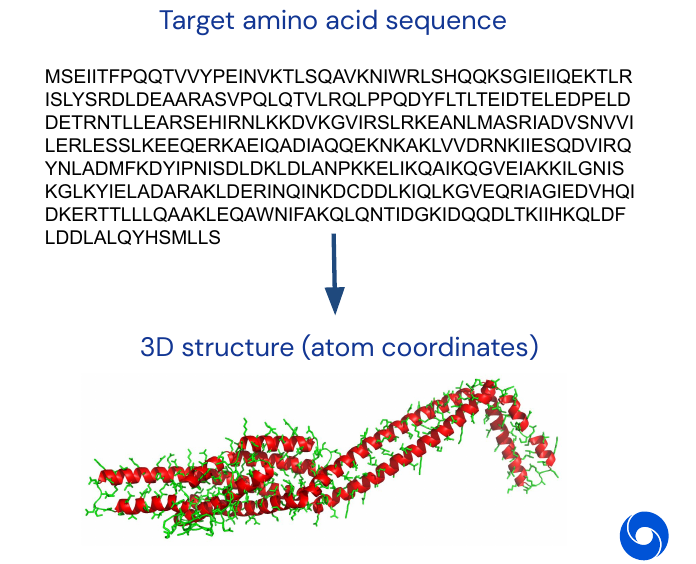 Target amino acid sequence
MSEIITFPQQTVVYPEINVKTLSQAVKNIWRLSHQQKSGIEIIQEKTLR
ISLYSRDLDEAARASVPQLQTVLRQLPPQDYFLTLTEIDTELEDPELD
DETRNTLLEARSEHIRNLKKDVKGVIRSLRKEANLMASRIADVSNVVI
LERLESSLKEEQERKAEIQADIAQQEKNKAKLVVDRNKIIESQDVIRQ
YNLADMFKDYIPNISDLDKLDLANPKKELIKQAIKQGVEIAKKILGNIS
KGLKYIELADARAKLDERINQINKDCDDLKIQLKGVEQRIAGIEDVHQI
DKERTTLLLQAAKLEQAWNIFAKQLQNTIDGKIDQQDLTKIIHKQLDF
LDDLALQYHSMLLS
3D structure (atom coordinates)